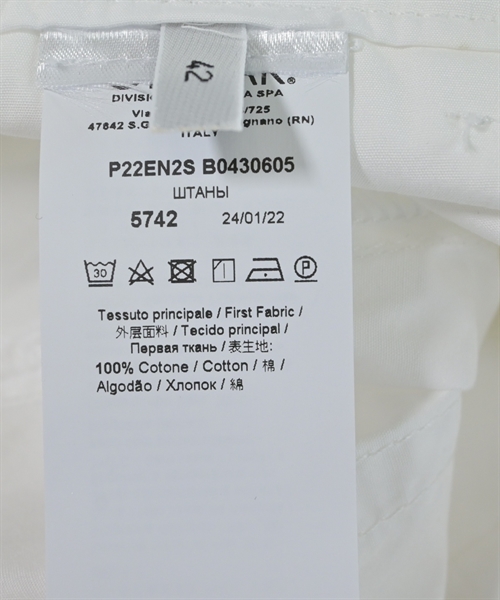 42
DIVISIO A SPA
Via /725
47842 S.G gnano (RN)
ITALY
P22EN2S B0430605
ШТАНЫ
5742 24/01/22
30
P
Tessuto principale / First Fabric /
外层面料 / Tecido principal /
Первая ткань / 表生地:
100% Cotone / Cotton / 棉 /
Algodão / Хлопок / 綿